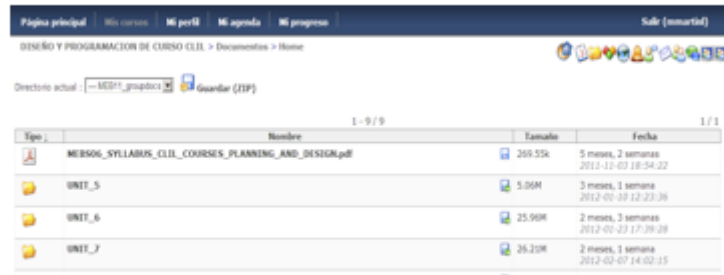 Página principal Mis cursos Mi perfil Mi agenda Mi progreso Salir (mmartinf)
DISEÑO Y PROGRAMACION DE CURSO CLIL > Documentos > Home
Directorio actual : Guardar (ZIP)
1 - 9 / 9 1 / 1
Tipo ↓ Nombre Tamaño Fecha
MEBS06_SYLLABUS_CLIL_COURSES_PLANNING_AND_DESIGN.pdf 269.55k 5 meses, 2 semanas
2011-11-03 18:54:22
UNIT_5 5.06M 3 meses, 1 semana
2012-01-10 12:23:36
UNIT_6 25.96M 2 meses, 3 semanas
2012-01-23 17:39:28
UNIT_7 26.21M 2 meses, 1 semana
2012-02-07 14:02:15